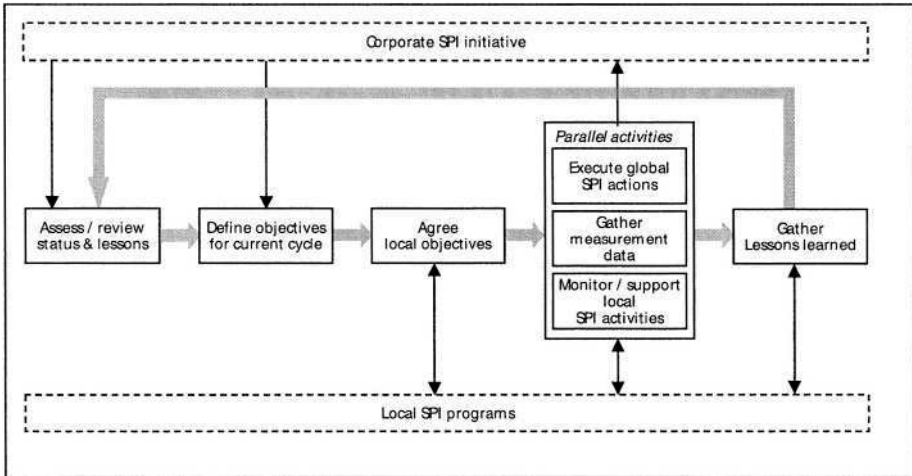 Corporate SPI initiative
Parallel activities
Execute global
SPI actions
Assess / review
status & lessons
Define objectives
for current cycle
Agree
local objectives
Gather
measurement
data
Gather
Lessons learned
Monitor / support
local
SPI activities
Local SPI programs